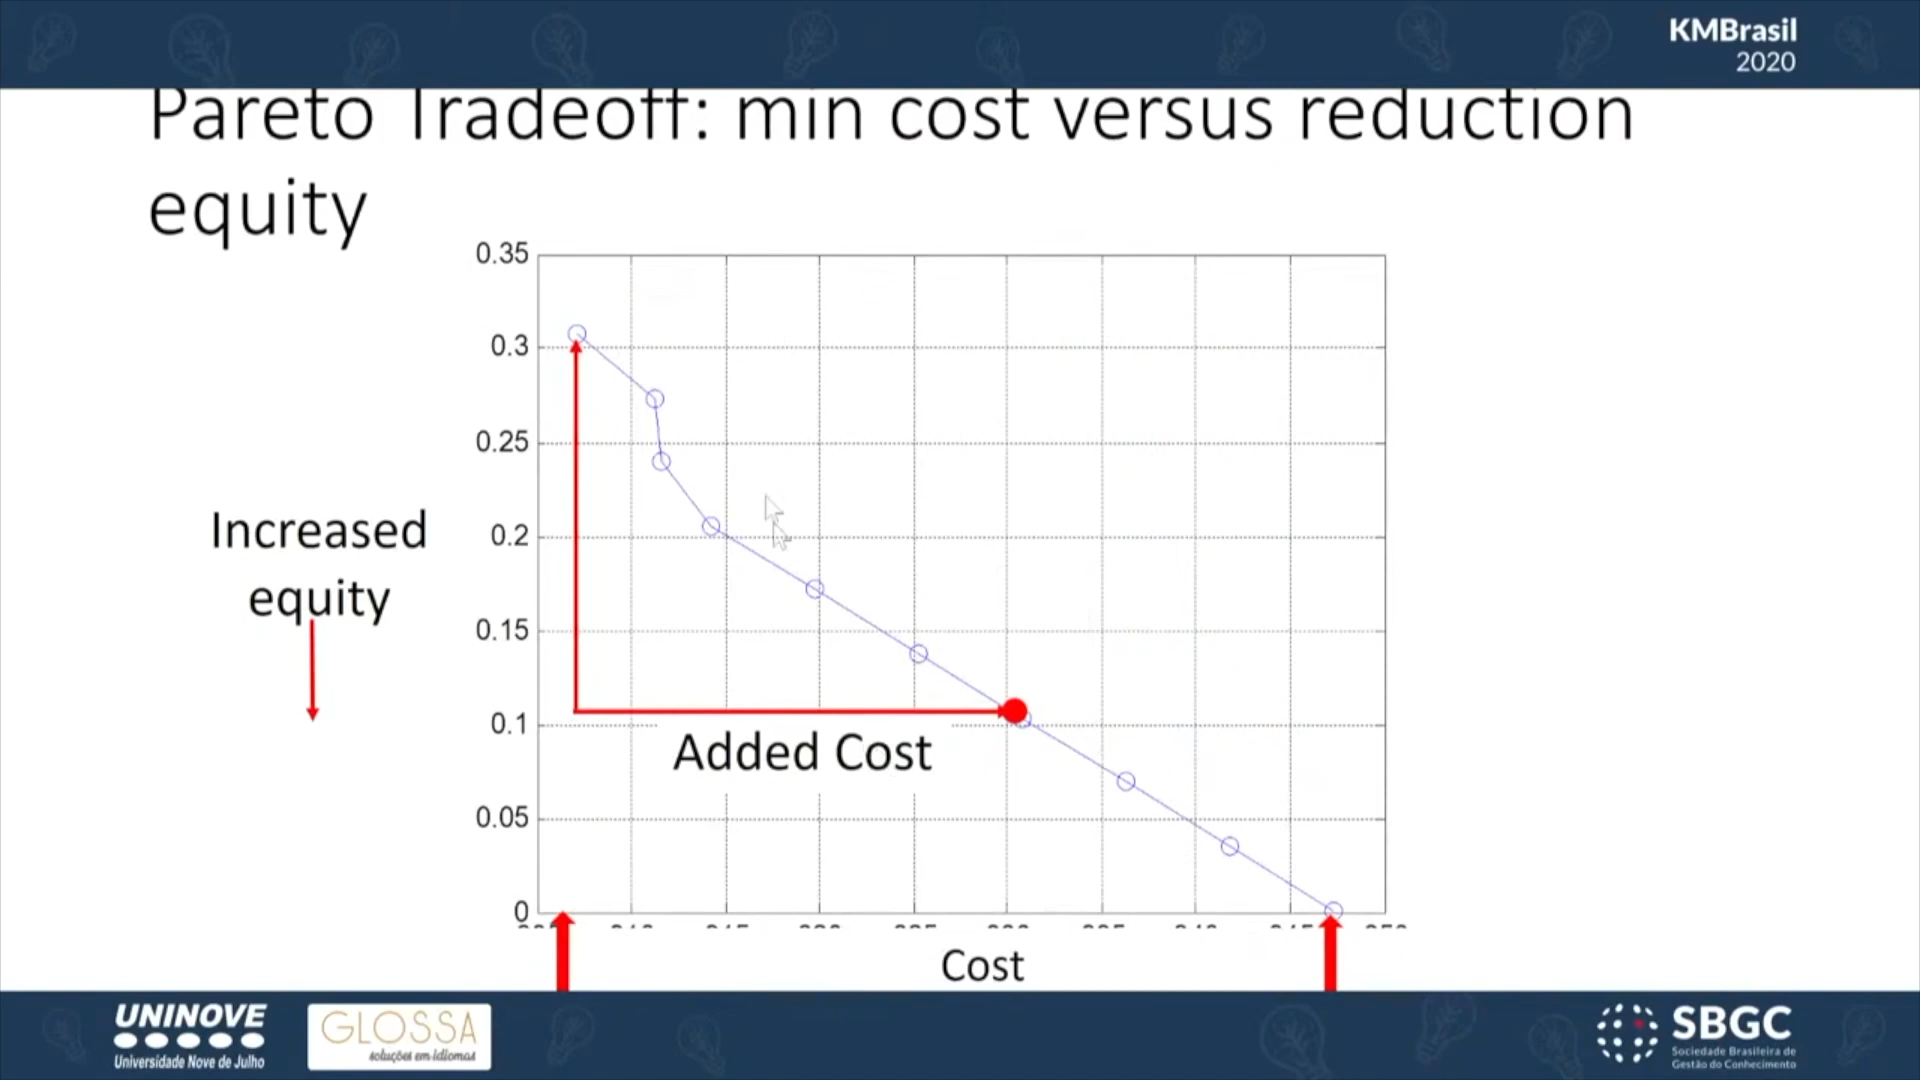 KMBrasil
2020
Pareto Tradeoff: min cost versus reduction
equity
0.35
0.3
0.25
0.2
0.15
0.1
0.05
0
Increased
equity
Added Cost
Cost
UNINOVE
Universidade Nove de Julho
GLOSSA
soluções em idiomas
SBGC
Sociedade Brasileira de
Gestão do Conhecimento